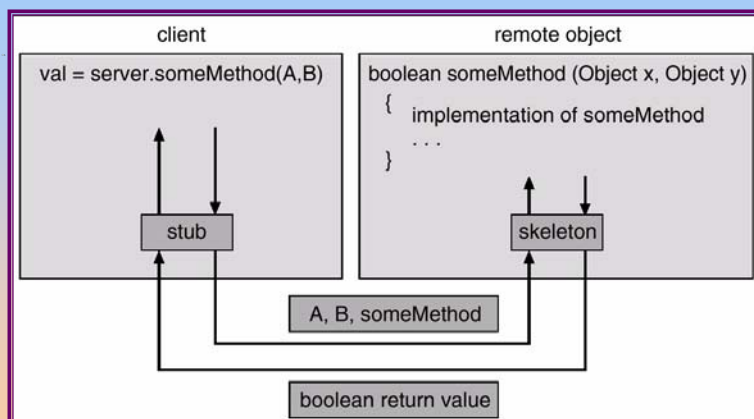 client
remote object
val = server.someMethod(A,B)
boolean someMethod (Object x, Object y)
{
implementation of someMethod
. . .
}
stub
skeleton
A, B, someMethod
boolean return value